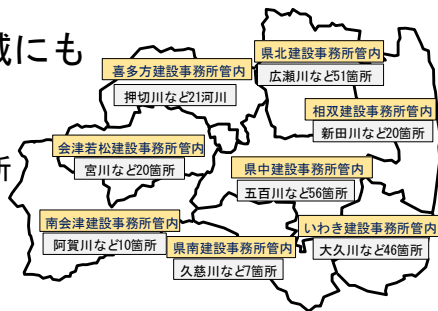 域にも
県北建設事務所管内
広瀬川など51箇所
喜多方建設事務所管内
押切川など21河川
相双建設事務所管内
新田川など20箇所
会津若松建設事務所管内
宮川など20箇所
所
県中建設事務所管内
五百川など56箇所
南会津建設事務所管内
阿賀川など10箇所
いわき建設事務所管内
大久川など46箇所
県南建設事務所管内
久慈川など7箇所